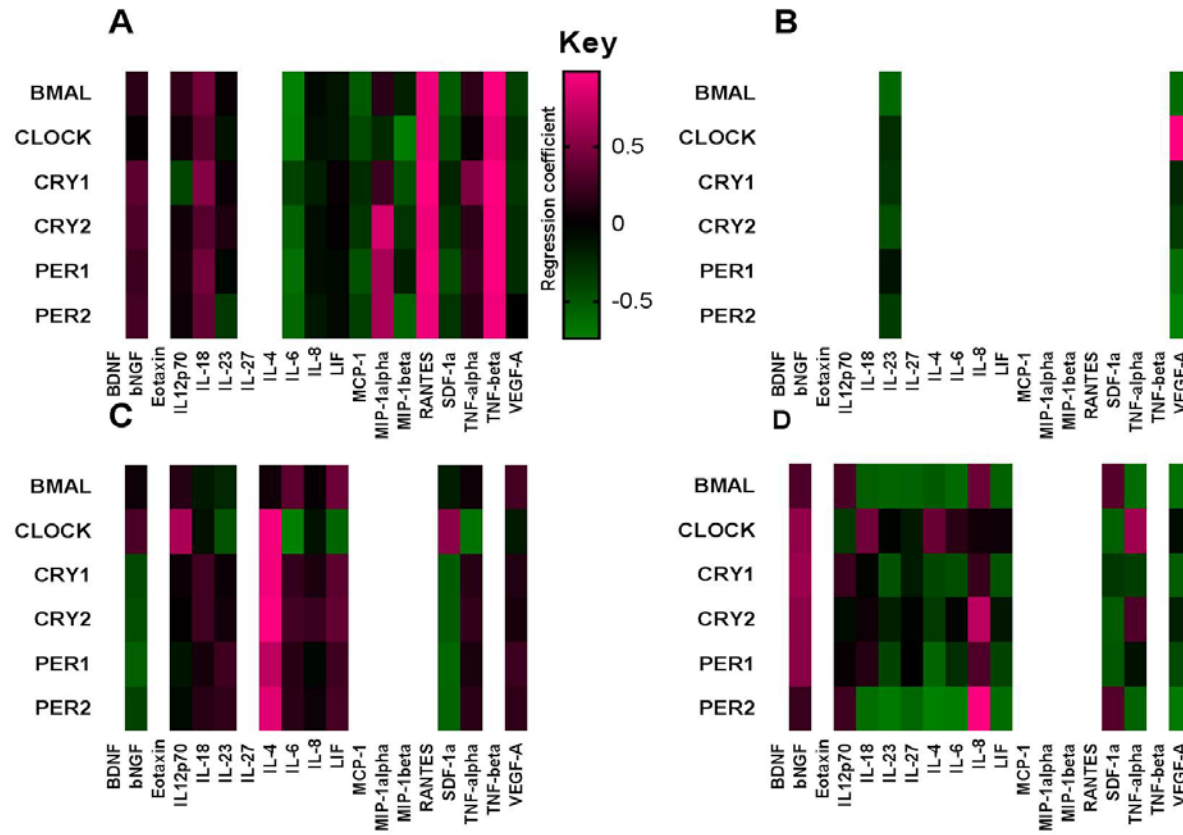 A
B
Key
BMAL
CLOCK
CRY1
CRY2
PER1
PER2
Regression coefficient
0.5
0
-0.5
BMAL
CLOCK
CRY1
CRY2
PER1
PER2
BDNF
bNGF
Eotaxin
IL12p70
IL-18
IL-23
IL-27
IL-4
IL-6
IL-8
LIF
MCP-1
MIP-1alpha
MIP-1beta
RANTES
SDF-1a
TNF-alpha
TNF-beta
VEGF-A
BDNF
bNGF
Eotaxin
IL12p70
IL-18
IL-23
IL-27
IL-4
IL-6
IL-8
LIF
MCP-1
MIP-1alpha
MIP-1beta
RANTES
SDF-1a
TNF-alpha
TNF-beta
VEGF-A
C
D
BMAL
CLOCK
CRY1
CRY2
PER1
PER2
BMAL
CLOCK
CRY1
CRY2
PER1
PER2
BDNF
bNGF
Eotaxin
IL12p70
IL-18
IL-23
IL-27
IL-4
IL-6
IL-8
LIF
MCP-1
MIP-1alpha
MIP-1beta
RANTES
SDF-1a
TNF-alpha
TNF-beta
VEGF-A
BDNF
bNGF
Eotaxin
IL12p70
IL-18
IL-23
IL-27
IL-4
IL-6
IL-8
LIF
MCP-1
MIP-1alpha
MIP-1beta
RANTES
SDF-1a
TNF-alpha
TNF-beta
VEGF-A